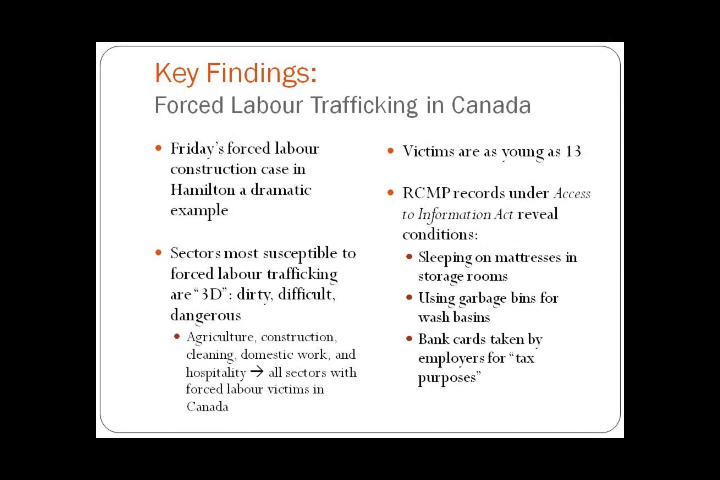 Key Findings:
Forced Labour Trafficking in Canada
• Friday's forced labour
construction case in
Hamilton a dramatic
example
• Sectors most susceptible to
forced labour trafficking
are "3D": dirty, difficult,
dangerous
• Agriculture, construction,
cleaning, domestic work, and
hospitality → all sectors with
forced labour victims in
Canada
• Victims are as young as 13
• RCMP records under Access
to Information Act reveal
conditions:
• Sleeping on mattresses in
storage rooms
• Using garbage bins for
wash basins
• Bank cards taken by
employers for "tax
purposes"